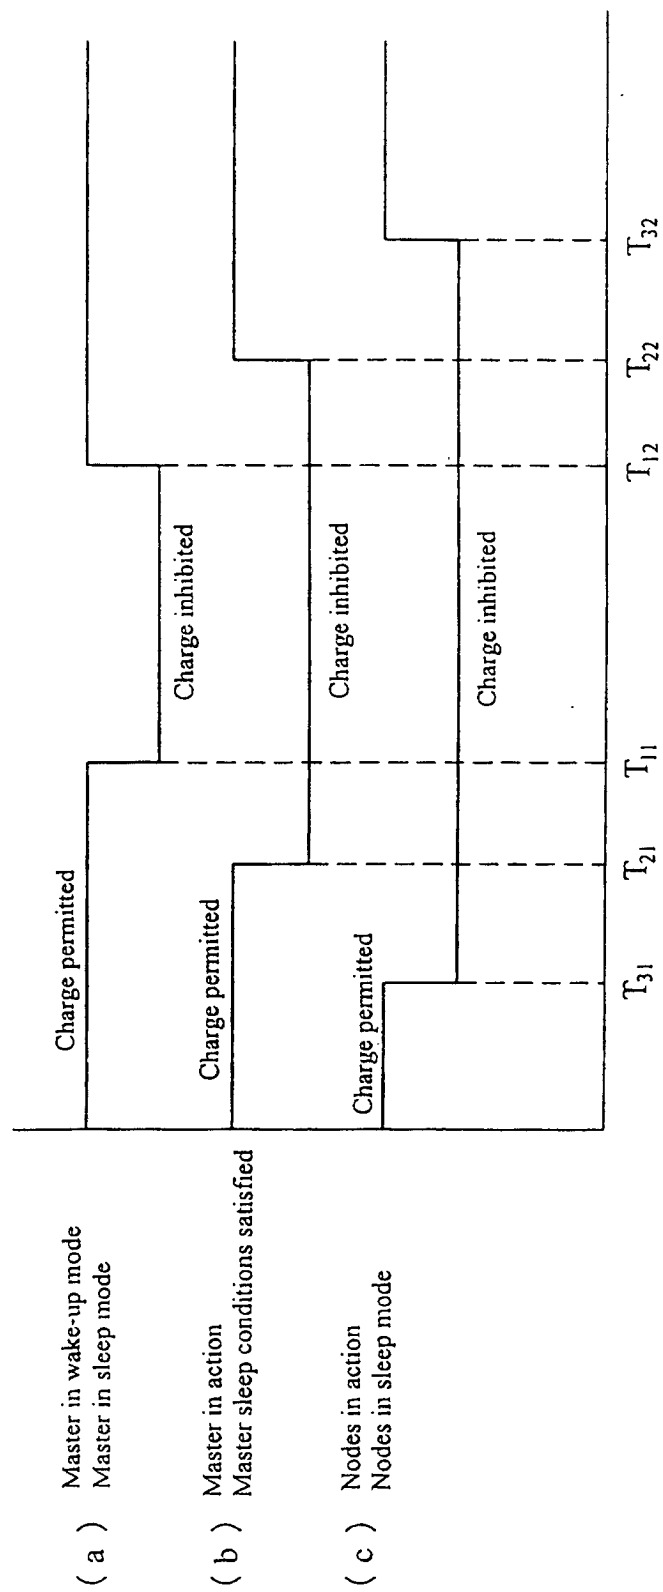 ( a ) Master in wake-up mode
Master in sleep mode
Charge permitted
Charge inhibited
( b ) Master in action
Master sleep conditions satisfied
Charge permitted
Charge inhibited
( c ) Nodes in action
Nodes in sleep mode
Charge permitted
Charge inhibited
T31 T21 T11 T12 T22 T32